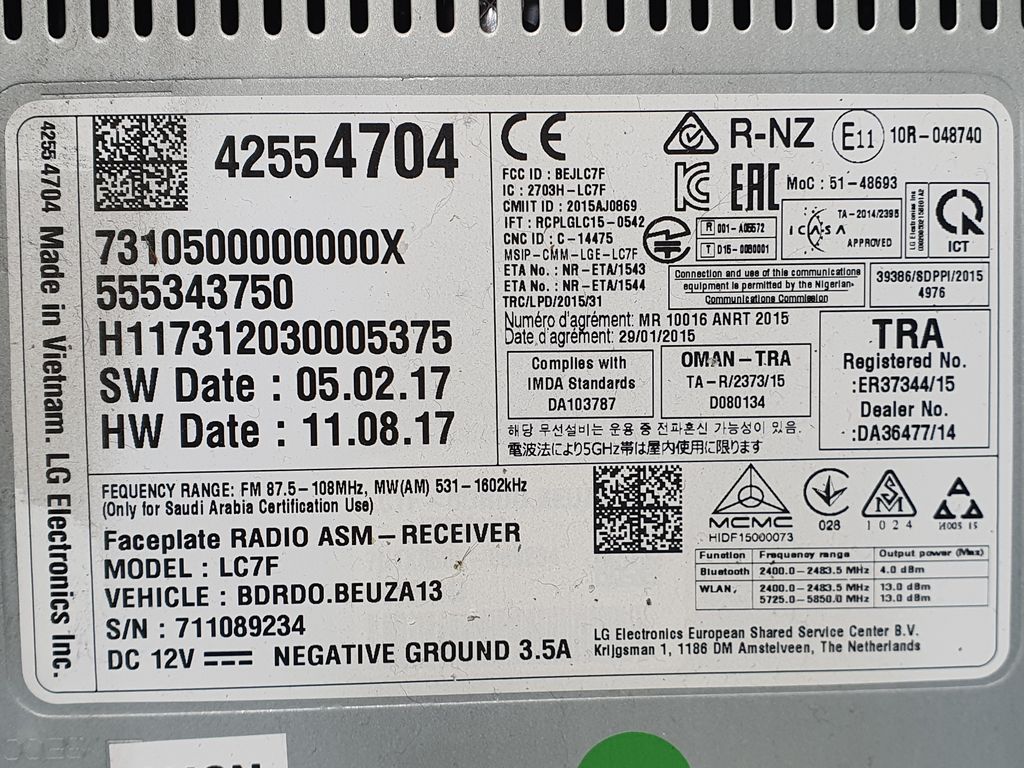 42554704 Made in Vietnam. LG Electronics Inc.
42554704
7310500000000X
555343750
H117312030005375
SW Date : 05.02.17
HW Date : 11.08.17
CE
R-NZ
E11
10R-048740
FCC ID : BEJLC7F
IC : 2703H-LC7F
CMIIT ID : 2015AJ0869
IFT : RCPLGLC15-0542
CNC ID : C-14475
MSIP-CMM-LGE-LC7F
ETA No. : NR-ETA/1543
ETA No. : NR-ETA/1544
TRC/LPD/2015/31
KC
EAC
MoC : 51-48693
R 001-A05572
T D15-0080001
ICASA
TA-2014/2395
APPROVED
LG Electronics Inc
ICT
Connection and use of this communications
equipment is permitted by the Nigerian
Communications Commission
39386/SDPPI/2015
4976
Numéro d'agrément: MR 10016 ANRT 2015
Date d'agrément: 29/01/2015
Complies with
IMDA Standards
DA103787
OMAN-TRA
TA-R/2373/15
D080134
TRA
Registered No.
:ER37344/15
Dealer No.
:DA36477/14
해당 무선설비는 운용 중 전파혼신 가능성이 있음.
電波法により5GHz帯は屋内使用に限ります
FEQUENCY RANGE: FM 87.5-108MHz, MW(AM) 531-1602kHz
(Only for Saudi Arabia Certification Use)
Faceplate RADIO ASM-RECEIVER
MODEL : LC7F
VEHICLE : BDRDO.BEUZA13
S/N : 711089234
DC 12V NEGATIVE GROUND 3.5A
MCMC
HIDF15000073
028
1024
Function Frequency range Output power (Max)
Bluetooth 2400.0-2483.5 MHz 4.0 dBm
WLAN, 2400.0-2483.5 MHz 13.0 dBm
5725.0-5850.0 MHz 13.0 dBm
LG Electronics European Shared Service Center B.V.
Krijgsman 1, 1186 DM Amstelveen, The Netherlands